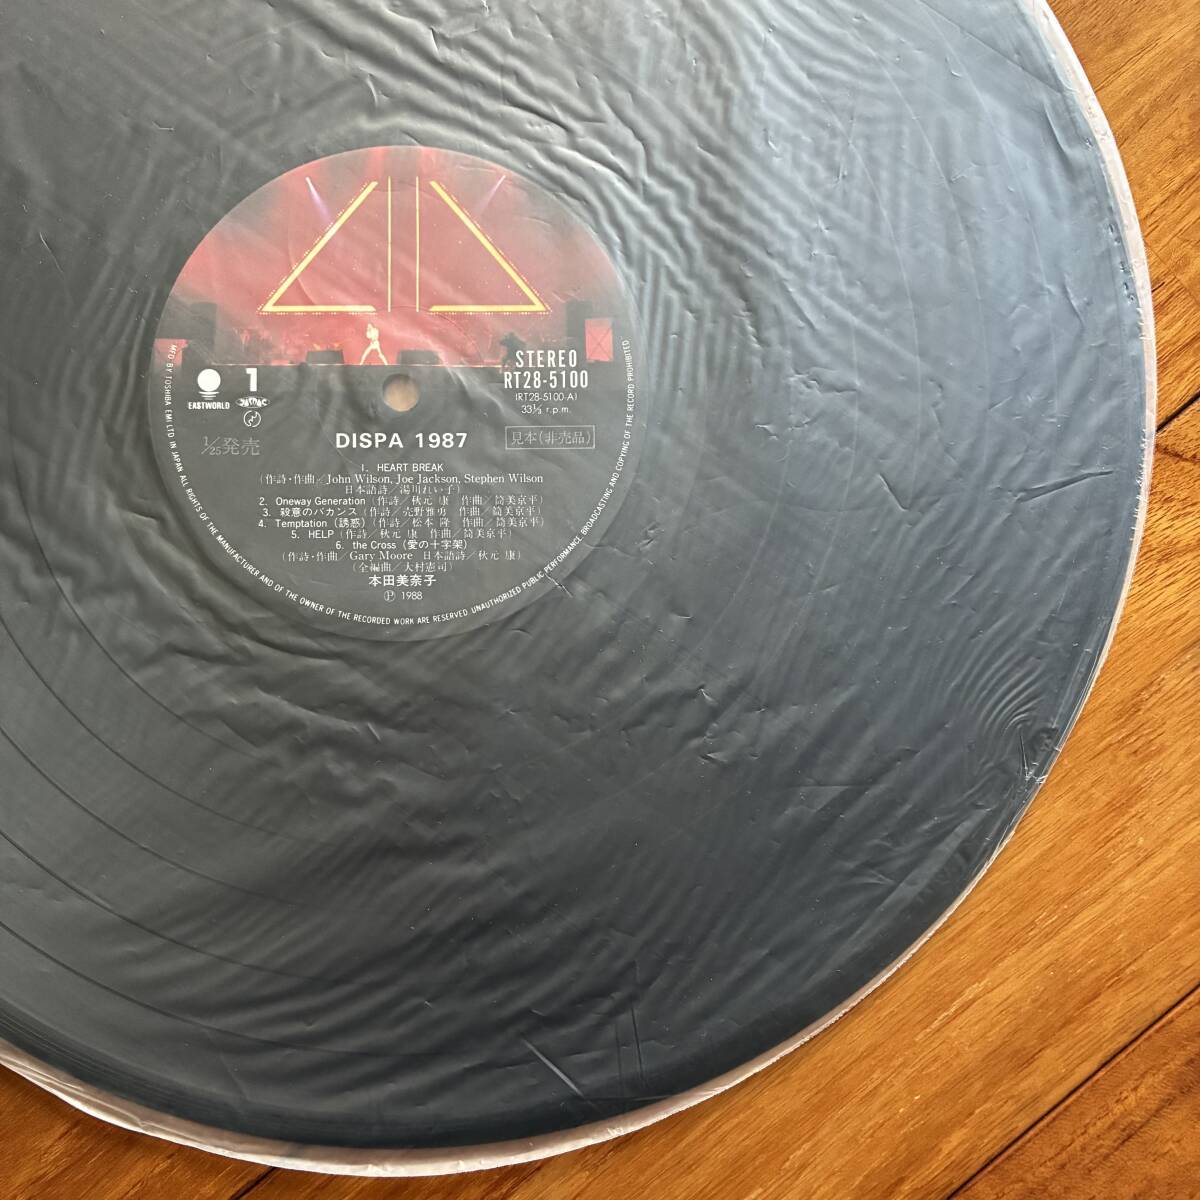 STEREO
RT28-5100
(RT28-5100-A)
33⅓ r.p.m.
EASTWORLD
1
1/25発売
DISPA 1987
見本(非売品)
1. HEART BREAK
(作詩・作曲/John Wilson, Joe Jackson, Stephen Wilson
日本語詩/湯川れい子)
2. Oneway Generation (作詩/秋元 康 作曲/筒美京平)
3. 殺意のバカンス (作詩/売野雅勇 作曲/筒美京平)
4. Temptation (誘惑) (作詩/松本 隆 作曲/筒美京平)
5. HELP (作詩/秋元 康 作曲/筒美京平)
6. the Cross (愛の十字架)
(作詩・作曲/Gary Moore 日本語詩/秋元 康)
(全編曲/大村憲司)
本田美奈子
Ⓟ 1988
MFD BY TOSHIBA EMI LTD IN JAPAN ALL RIGHTS OF THE MANUFACTURER AND OF THE OWNER OF THE RECORDED WORK ARE RESERVED UNAUTHORIZED PUBLIC PERFORMANCE BROADCASTING AND COPYING OF THE RECORD PROHIBITED